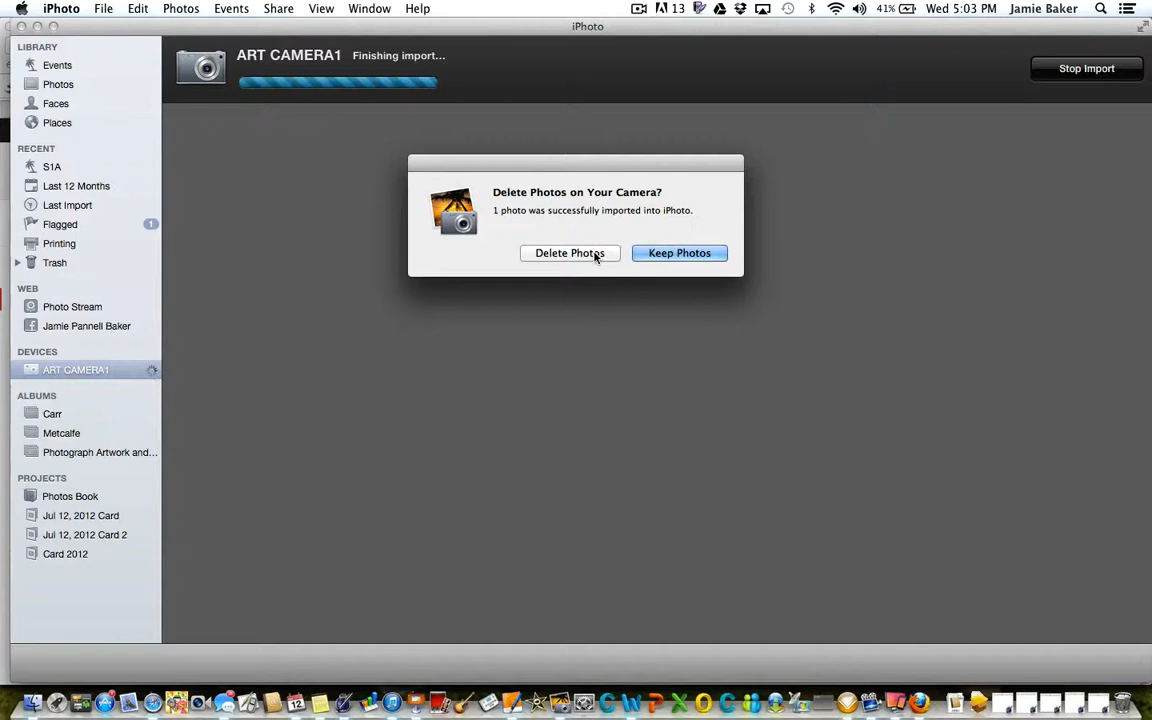 iPhoto File Edit Photos Events Share View Window Help 13 41% Wed 5:03 PM Jamie Baker
iPhoto
LIBRARY
Events
Photos
Faces
Places
RECENT
S1A
Last 12 Months
Last Import
Flagged 1
Printing
Trash
WEB
Photo Stream
Jamie Pannell Baker
DEVICES
ART CAMERA1
ALBUMS
Carr
Metcalfe
Photograph Artwork and...
PROJECTS
Photos Book
Jul 12, 2012 Card
Jul 12, 2012 Card 2
Card 2012
ART CAMERA1 Finishing import...
Stop Import
Delete Photos on Your Camera?
1 photo was successfully imported into iPhoto.
Delete Photos Keep Photos
12